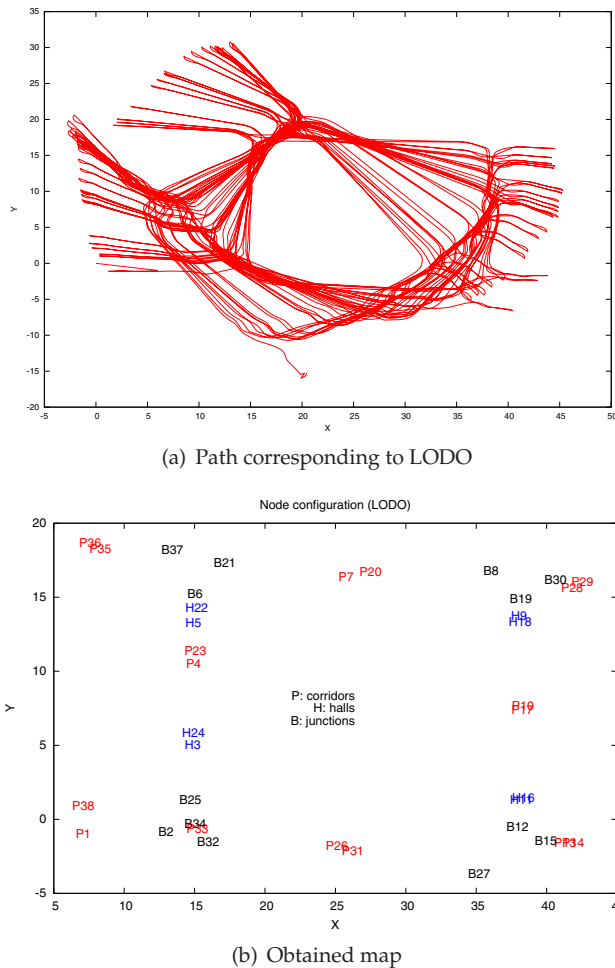 35
30
25
20
15
10
5
0
-5
-10
-15
-20
Y
-5 0 5 10 15 20 25 30 35 40 45 50
X
(a) Path corresponding to LODO
Node configuration (LODO)
20
15
10
5
0
-5
Y
P36
P35
B37
B21
B6
H22
H5
P23
P4
H24
H3
P38
P1
B25
B2
B34
P33
B32
P7
P20
P: corridors
H: halls
B: junctions
P26
P31
B8
B30
P29
P28
B19
H9
H18
P10
P17
H16
H11
B12
B15
P13
P14
B27
5 10 15 20 25 30 35 40 4
X
(b) Obtained map